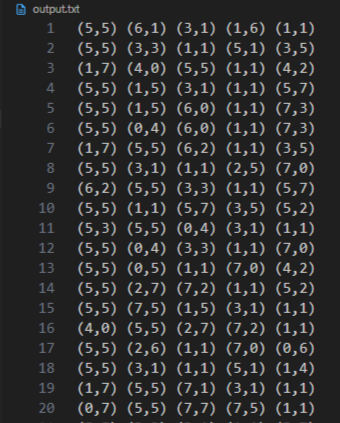 output.txt
1 (5,5) (6,1) (3,1) (1,6) (1,1)
2 (5,5) (3,3) (1,1) (5,1) (3,5)
3 (1,7) (4,0) (5,5) (1,1) (4,2)
4 (5,5) (1,5) (3,1) (1,1) (5,7)
5 (5,5) (1,5) (6,0) (1,1) (7,3)
6 (5,5) (0,4) (6,0) (1,1) (7,3)
7 (1,7) (5,5) (6,2) (1,1) (3,5)
8 (5,5) (3,1) (1,1) (2,5) (7,0)
9 (6,2) (5,5) (3,3) (1,1) (5,7)
10 (5,5) (1,1) (5,7) (3,5) (5,2)
11 (5,3) (5,5) (0,4) (3,1) (1,1)
12 (5,5) (0,4) (3,3) (1,1) (7,0)
13 (5,5) (0,5) (1,1) (7,0) (4,2)
14 (5,5) (2,7) (7,2) (1,1) (5,2)
15 (5,5) (7,5) (1,5) (3,1) (1,1)
16 (4,0) (5,5) (2,7) (7,2) (1,1)
17 (5,5) (2,6) (1,1) (7,0) (0,6)
18 (5,5) (3,1) (1,1) (5,1) (1,4)
19 (1,7) (5,5) (7,1) (3,1) (1,1)
20 (0,7) (5,5) (7,7) (7,5) (1,1)